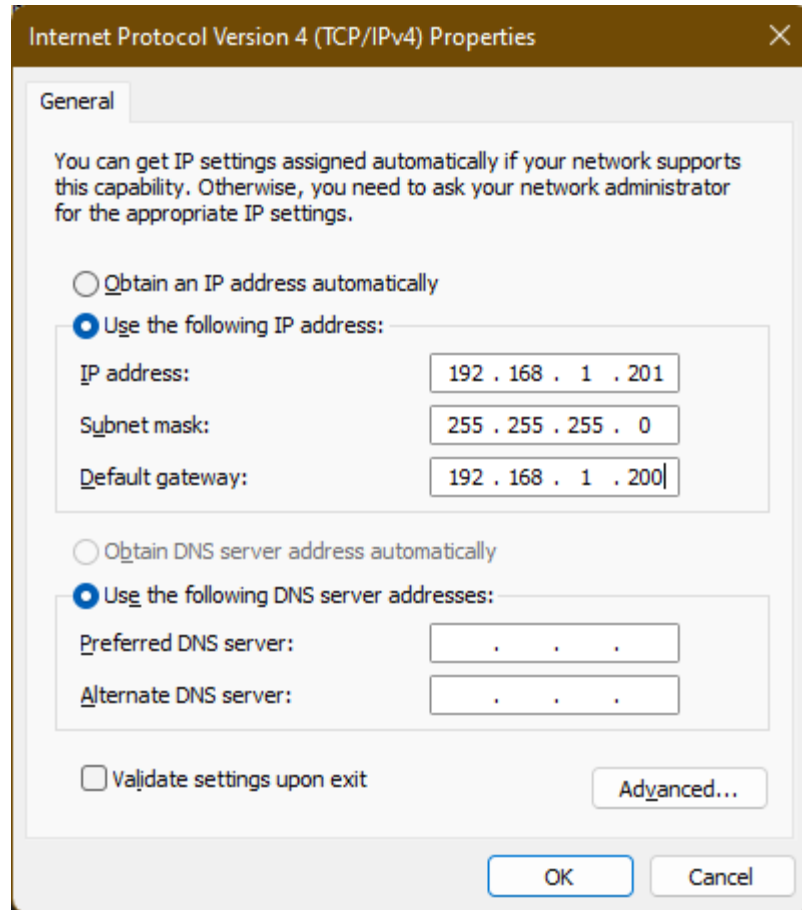 Internet Protocol Version 4 (TCP/IPv4) Properties
General
You can get IP settings assigned automatically if your network supports
this capability. Otherwise, you need to ask your network administrator
for the appropriate IP settings.
Obtain an IP address automatically
Use the following IP address:
IP address: 192 . 168 . 1 . 201
Subnet mask: 255 . 255 . 255 . 0
Default gateway: 192 . 168 . 1 . 200
Obtain DNS server address automatically
Use the following DNS server addresses:
Preferred DNS server: . . .
Alternate DNS server: . . .
Validate settings upon exit
Advanced...
OK Cancel